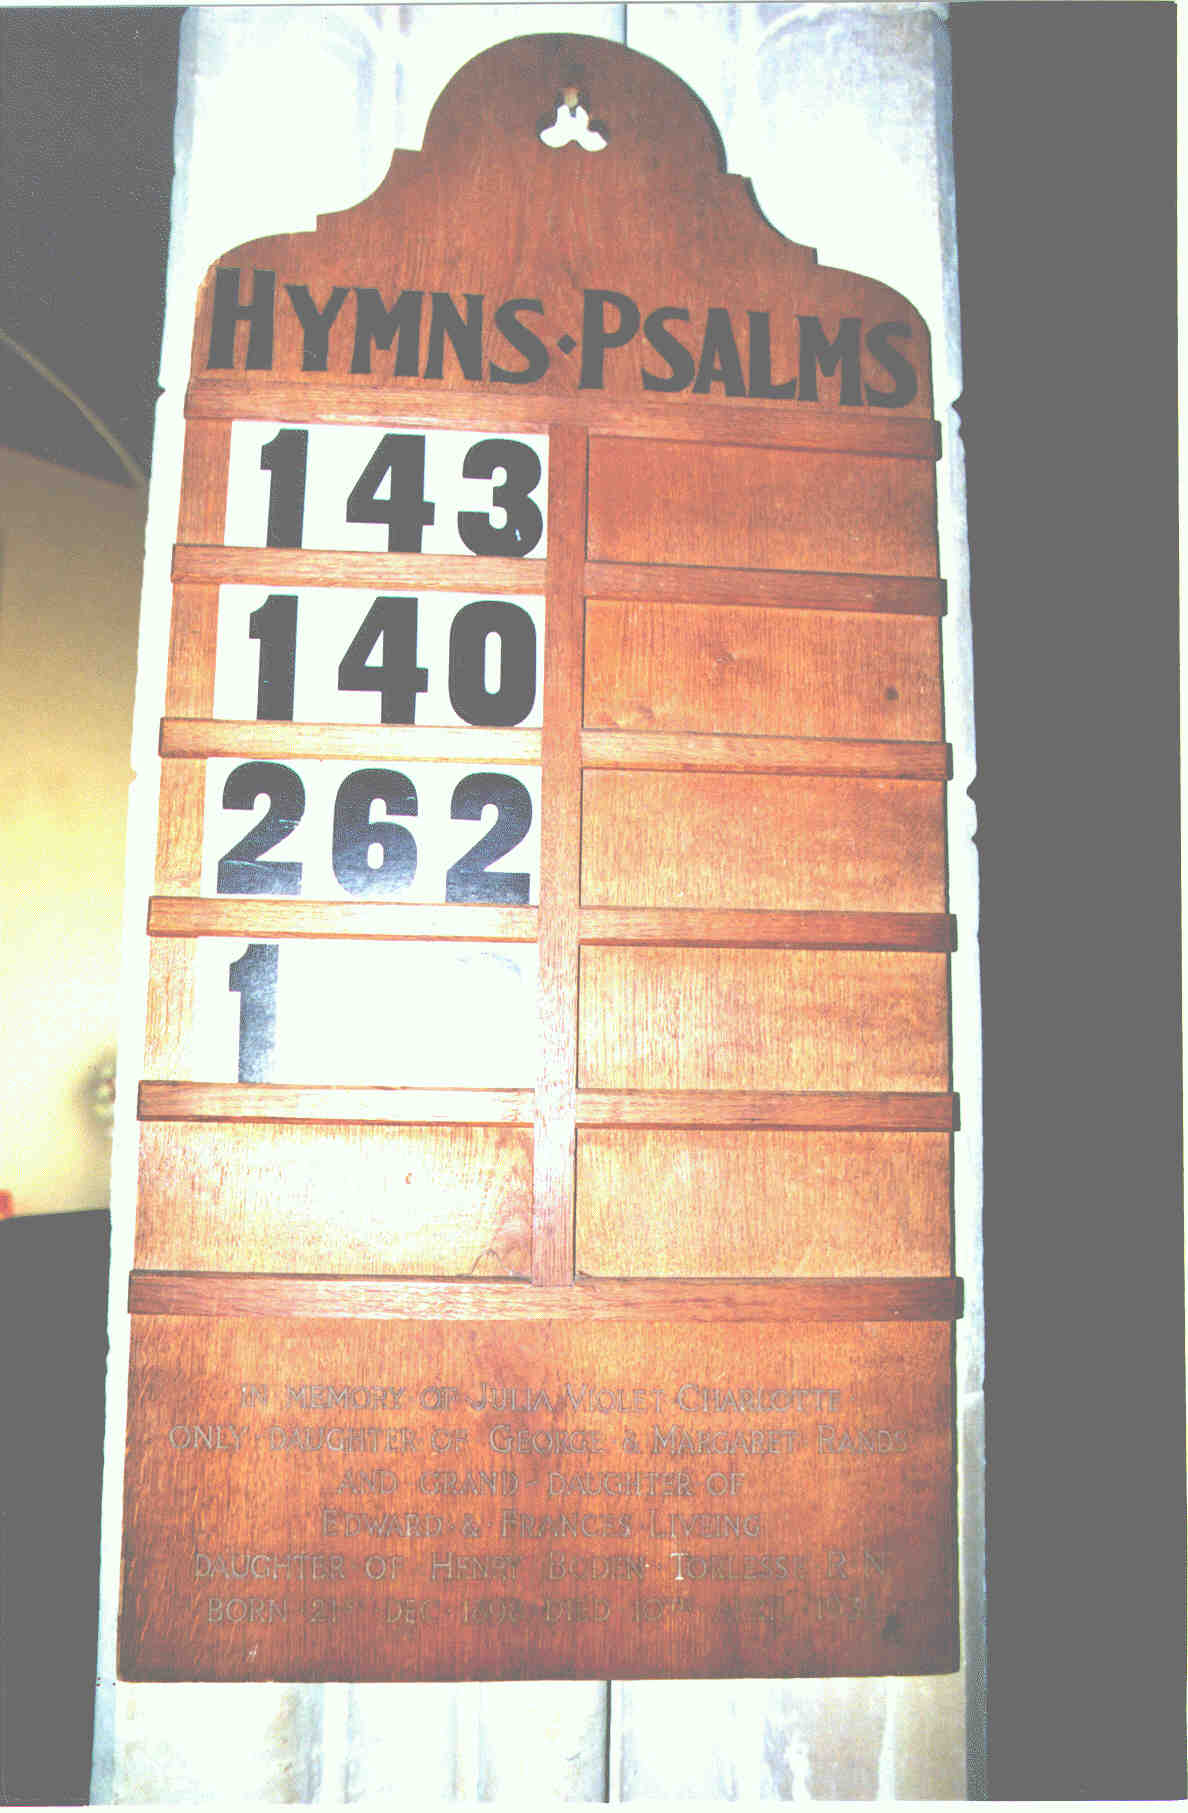 HYMNS·PSALMS
143
140
262
1
IN MEMORY·OF·JULIA·VIOLET·CHARLOTTE
ONLY·DAUGHTER OF GEORGE & MARGARET RANDS
AND GRAND-DAUGHTER OF
EDWARD·&·FRANCES·LIVEING
DAUGHTER·OF HENRY BODEN TORLESSE R·N
BORN·21ST DEC DIED 10TH APRIL